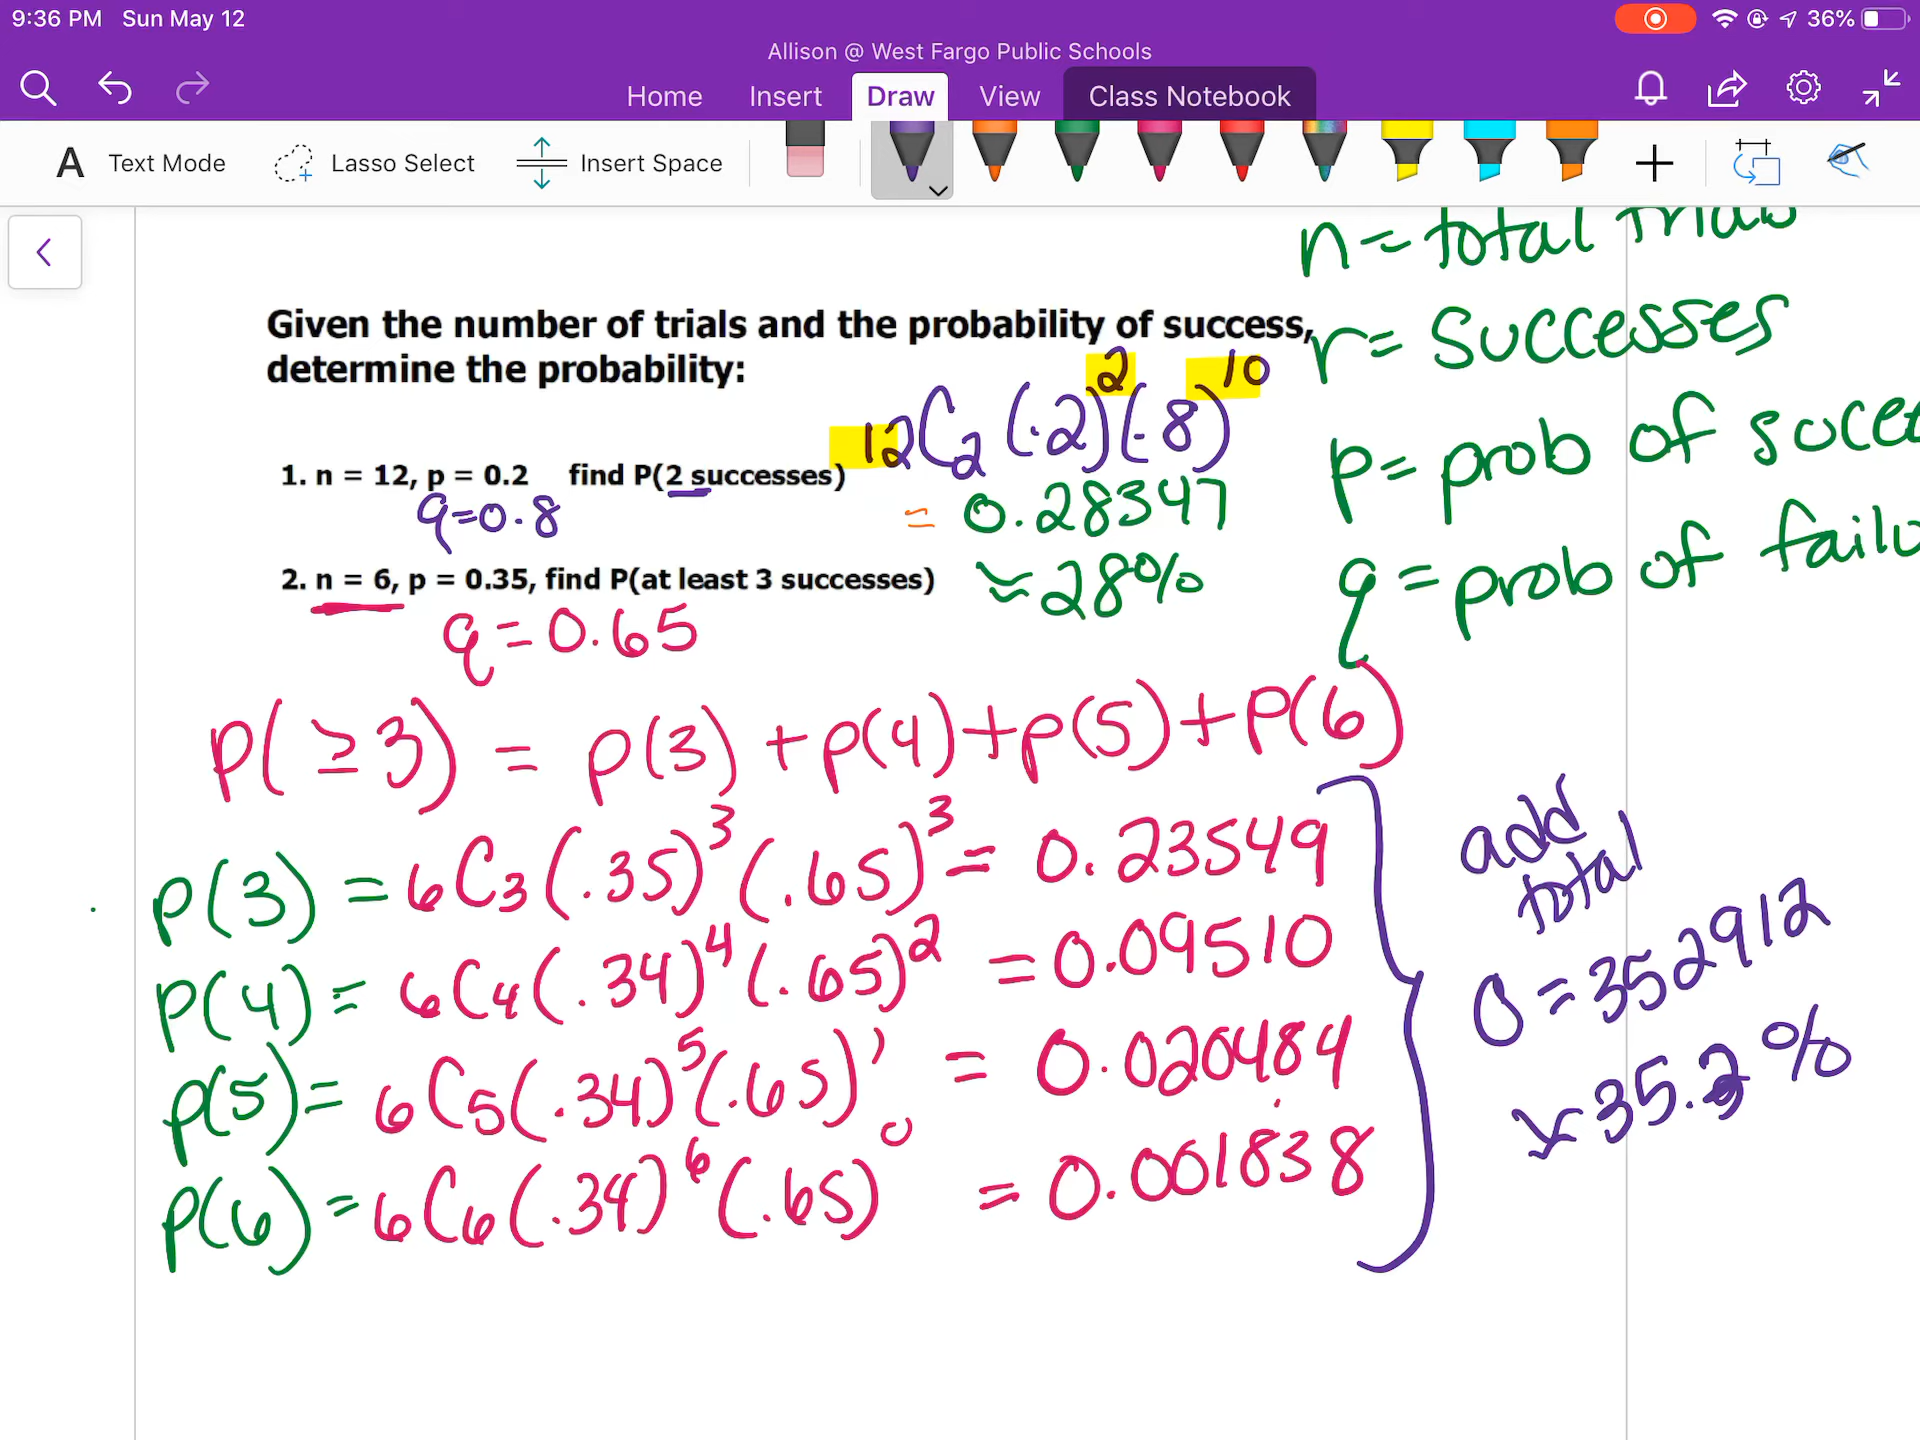 9:36 PM Sun May 12
36%
Allison @ West Fargo Public Schools
Home Insert Draw View Class Notebook
A Text Mode Lasso Select Insert Space
n = total trials
Given the number of trials and the probability of success,
determine the probability:
r = successes
12C2 (.2)^2 (.8)^10
1. n = 12, p = 0.2 find P(2 successes)
q = 0.8
= 0.28347
≈ 28%
p = prob of
2. n = 6, p = 0.35, find P(at least 3 successes)
q = 0.65
q = prob of
P(≥3) = p(3) + p(4) + p(5) + P(6)
p(3) = 6C3 (.35)^3 (.65)^3 = 0.23549
p(4) = 6C4 (.34)^4 (.65)^2 = 0.09510
p(5) = 6C5 (.34)^5 (.65)^1 = 0.020484
p(6) = 6C6 (.34)^6 (.65)^0 = 0.001838
add
total
0=352912
≈ 35.2%